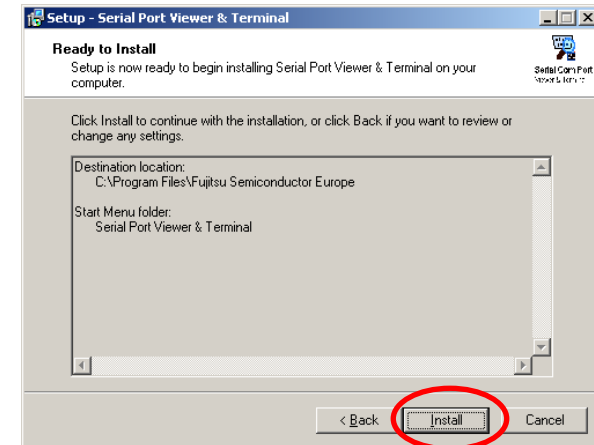 Setup - Serial Port Viewer & Terminal
Ready to Install
Setup is now ready to begin installing Serial Port Viewer & Terminal on your
computer.
Serial Com Port
Viewer &
Click Install to continue with the installation, or click Back if you want to review or
change any settings.
Destination location:
C:\Program Files\Fujitsu Semiconductor Europe
Start Menu folder:
Serial Port Viewer & Terminal
< Back
Install
Cancel